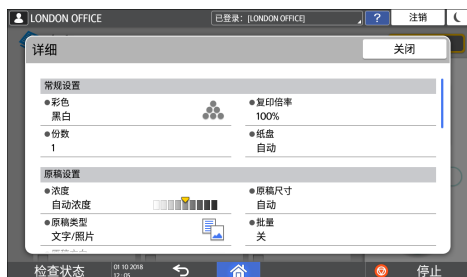 LONDON OFFICE
已登录: [LONDON OFFICE]
?
注销
详细
关闭
常规设置
●彩色
黑白
●复印倍率
100%
●份数
1
●纸盘
自动
原稿设置
●浓度
自动浓度
●原稿尺寸
自动
●原稿类型
文字/照片
●批量
关
检查状态
01 10 2018
12:05
停止